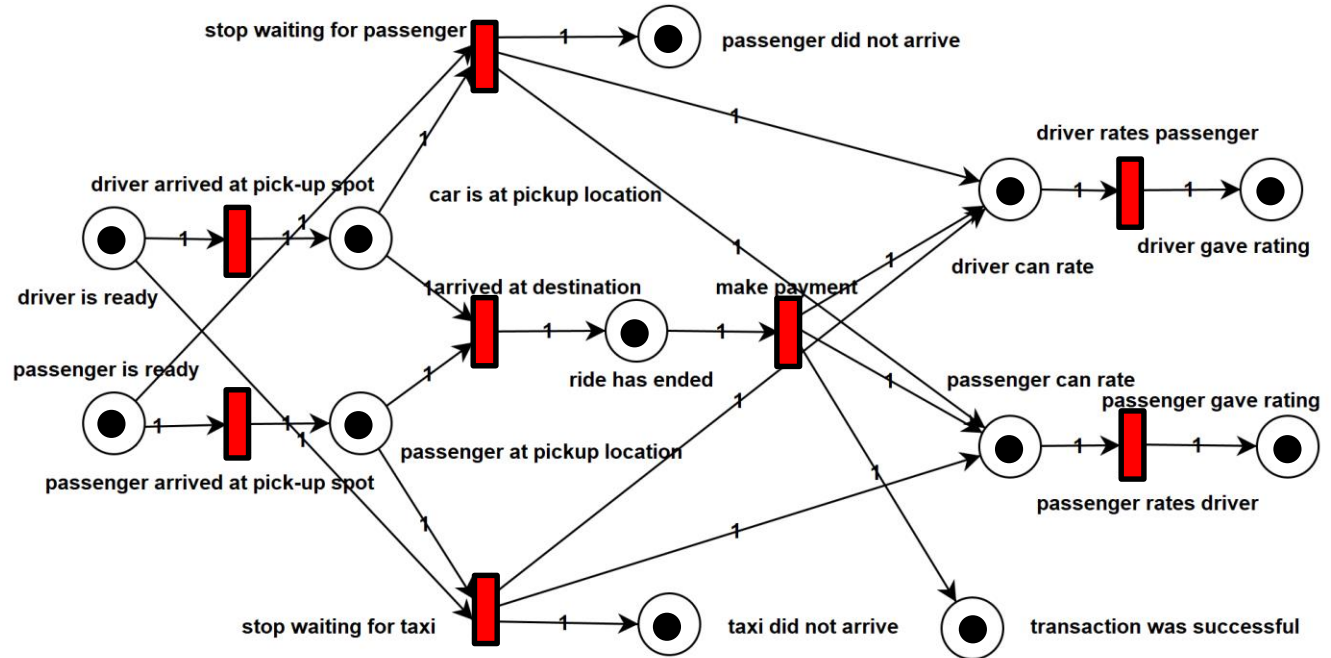 stop waiting for passenger
1
passenger did not arrive
1
driver rates passenger
1
driver arrived at pick-up spot
car is at pickup location
1
1
1
1
1
1
driver gave rating
1
driver can rate
driver is ready
1
arrived at destination
make payment
1
1
passenger is ready
ride has ended
1
1
passenger can rate
1
passenger gave rating
1
1
1
1
1
passenger at pickup location
1
passenger arrived at pick-up spot
passenger rates driver
1
1
1
stop waiting for taxi
1
taxi did not arrive
transaction was successful